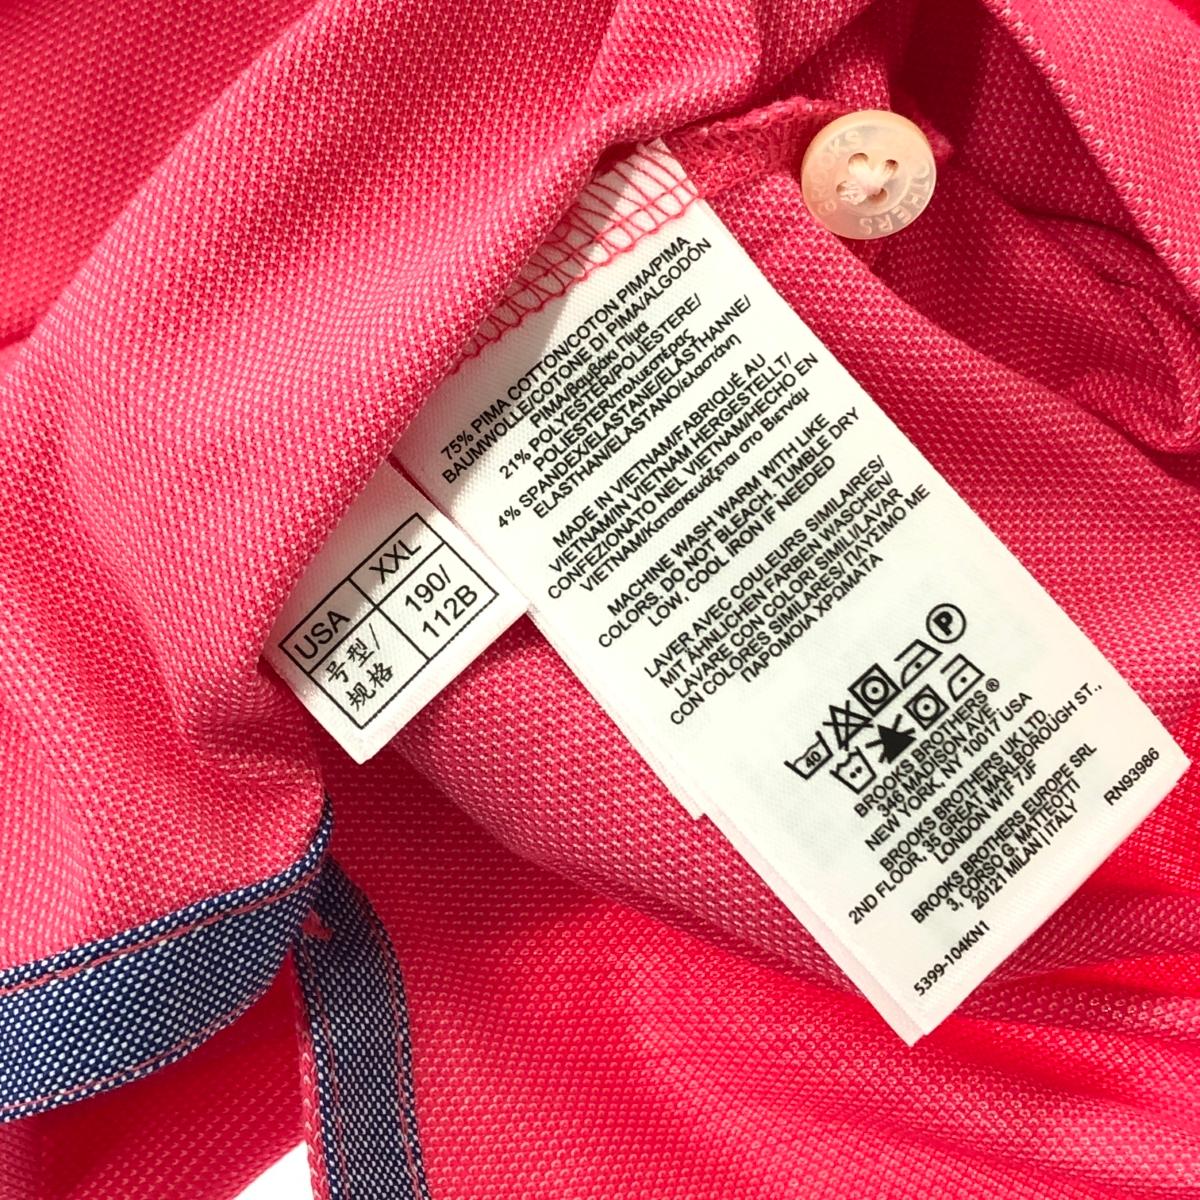 BROOKS BROTHERS
75% PIMA COTTON/COTON PIMA/PIMA
BAUMWOLLE/COTONE DI PIMA/ALGODÓN
PIMA/βαμβάκι Πίμα
21% POLYESTER/POLIESTERE/
POLIESTER/πολυεστέρας
4% SPANDEX/ELASTANE/ELASTHANNE/
ELASTHAN/ELASTANO/ελαστάνη
MADE IN VIETNAM/FABRIQUÉ AU
VIETNAM/IN VIETNAM HERGESTELLT/
CONFEZIONATO NEL VIETNAM/HECHO EN
VIETNAM/Κατασκευάζεται στο Βιετνάμ
MACHINE WASH WARM WITH LIKE
COLORS, DO NOT BLEACH, TUMBLE DRY
LOW, COOL IRON IF NEEDED
LAVER AVEC COULEURS SIMILAIRES/
MIT ÄHNLICHEN FARBEN WASCHEN/
LAVARE CON COLORI SIMILI/LAVAR
CON COLORES SIMILARES/ ΠΛΥΣΙΜΟ ΜΕ
ΠΑΡΟΜΟΙΑ ΧΡΩΜΑΤΑ
40 P
BROOKS BROTHERS®
346 MADISON AVE.
NEW YORK, NY 10017 USA
BROOKS BROTHERS UK LTD
2ND FLOOR, 35 GREAT MARLBOROUGH ST.,
LONDON W1F 7JF
BROOKS BROTHERS EUROPE SRL
3, CORSO G. MATTEOTTI
20121 MILAN ITALY
RN93986
5399-104KN1
USA XXL
号型/ 190/
规格 112B